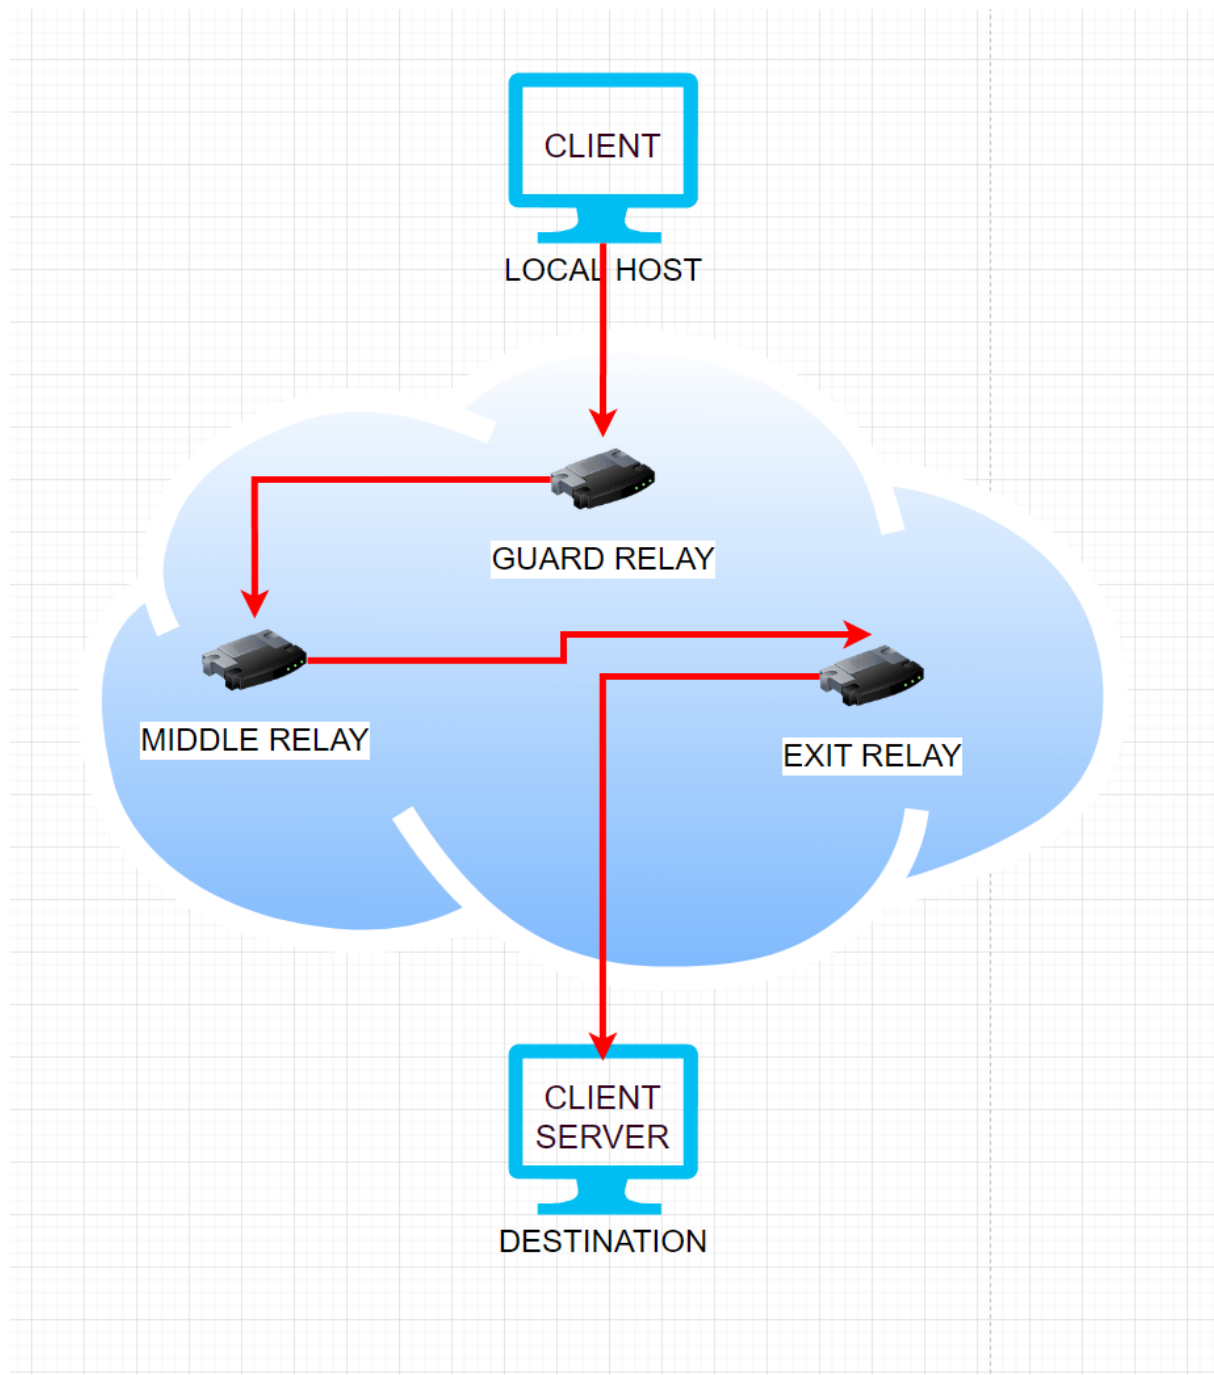 CLIENT
LOCAL HOST
GUARD RELAY
MIDDLE RELAY
EXIT RELAY
CLIENT
SERVER
DESTINATION